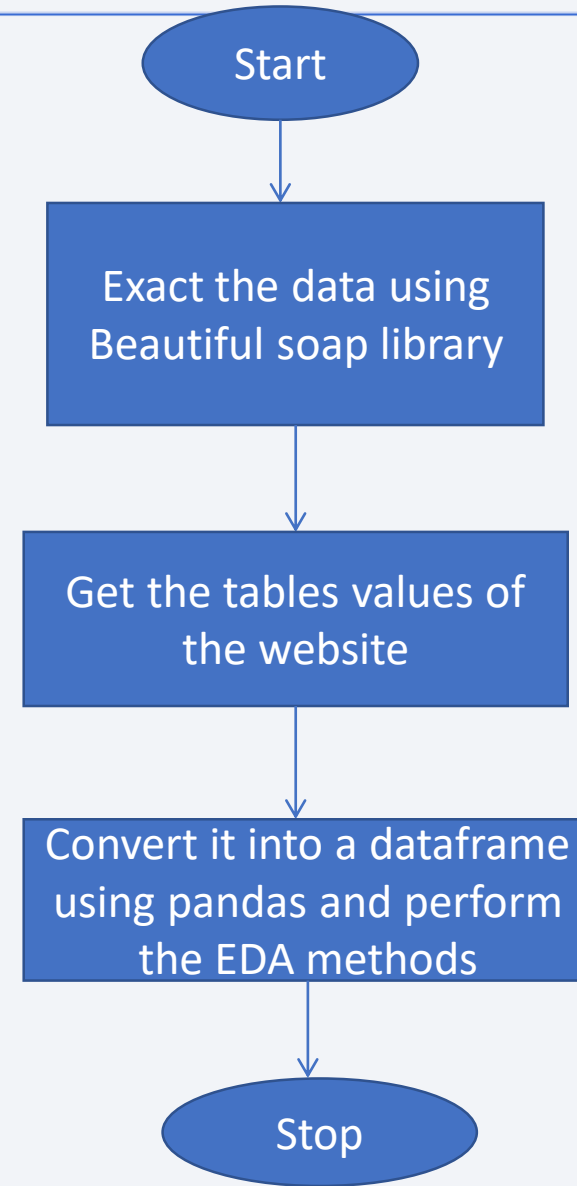 Start
Exact the data using
Beautiful soap library
Get the tables values of
the website
Convert it into a dataframe
using pandas and perform
the EDA methods
Stop